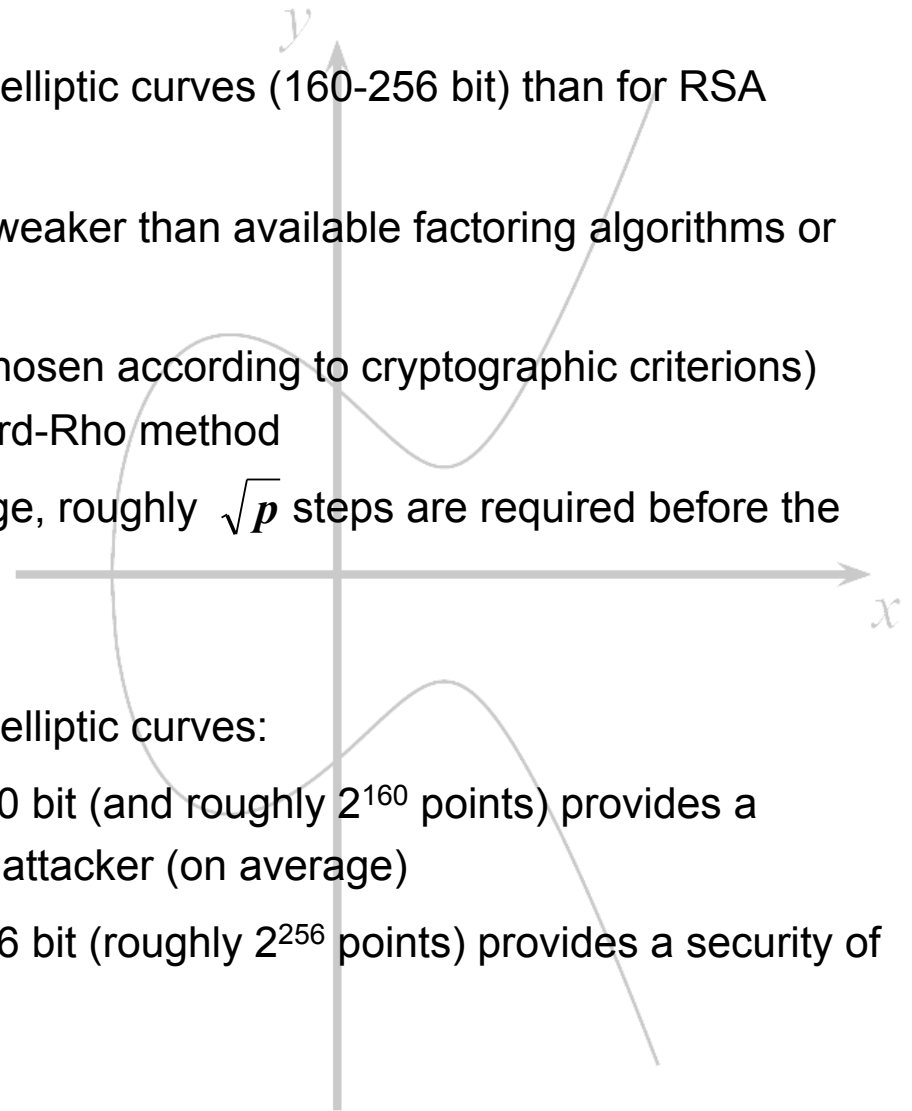 y
elliptic curves (160-256 bit) than for RSA
weaker than available factoring algorithms or
hosen according to cryptographic criterions)
rd-Rho method
ge, roughly √p steps are required before the
x
elliptic curves:
0 bit (and roughly 2¹⁶⁰ points) provides a
attacker (on average)
6 bit (roughly 2²⁵⁶ points) provides a security of